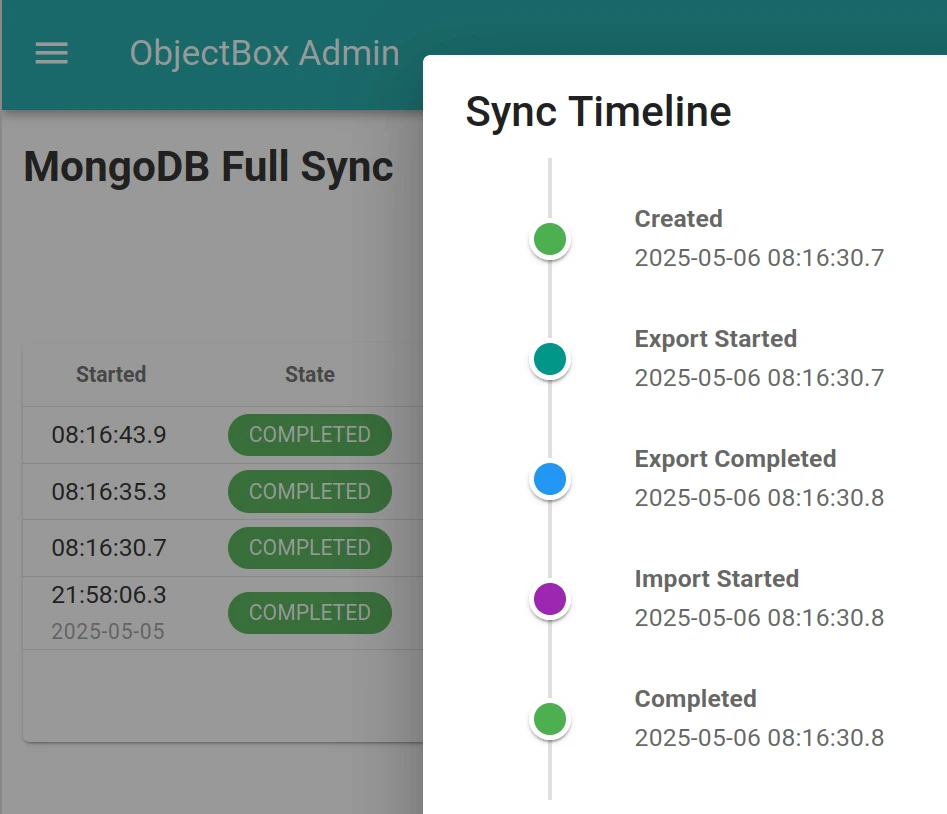 ObjectBox Admin
MongoDB Full Sync
Started State
08:16:43.9 COMPLETED
08:16:35.3 COMPLETED
08:16:30.7 COMPLETED
21:58:06.3
2025-05-05 COMPLETED
Sync Timeline
Created
2025-05-06 08:16:30.7
Export Started
2025-05-06 08:16:30.7
Export Completed
2025-05-06 08:16:30.8
Import Started
2025-05-06 08:16:30.8
Completed
2025-05-06 08:16:30.8